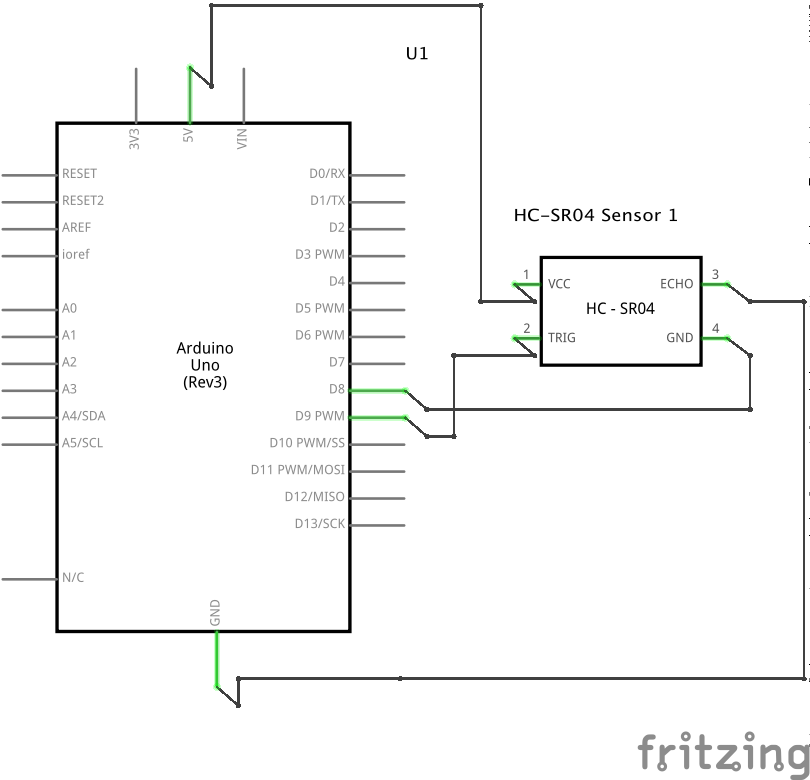 U1
3V3
5V
VIN
RESET
RESET2
AREF
ioref
A0
A1
A2
A3
A4/SDA
A5/SCL
N/C
Arduino
Uno
(Rev3)
D0/RX
D1/TX
D2
D3 PWM
D4
D5 PWM
D6 PWM
D7
D8
D9 PWM
D10 PWM/SS
D11 PWM/MOSI
D12/MISO
D13/SCK
GND
HC-SR04 Sensor 1
1
VCC
2
TRIG
HC - SR04
ECHO
3
GND
4
fritzing